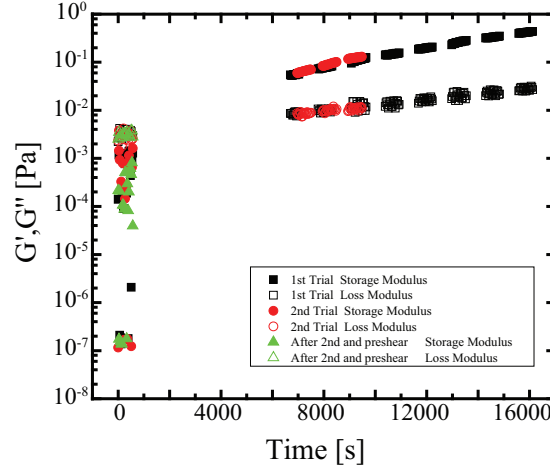 10⁻⁸
10⁻⁷
10⁻⁶
10⁻⁵
10⁻⁴
10⁻³
10⁻²
10⁻¹
10⁰
10¹
G',G'' [Pa]
1st Trial Storage Modulus
1st Trial Loss Modulus
2nd Trial Storage Modulus
2nd Trial Loss Modulus
After 2nd and preshear Storage Modulus
After 2nd and preshear Loss Modulus
0 4000 8000 12000 16000
Time [s]